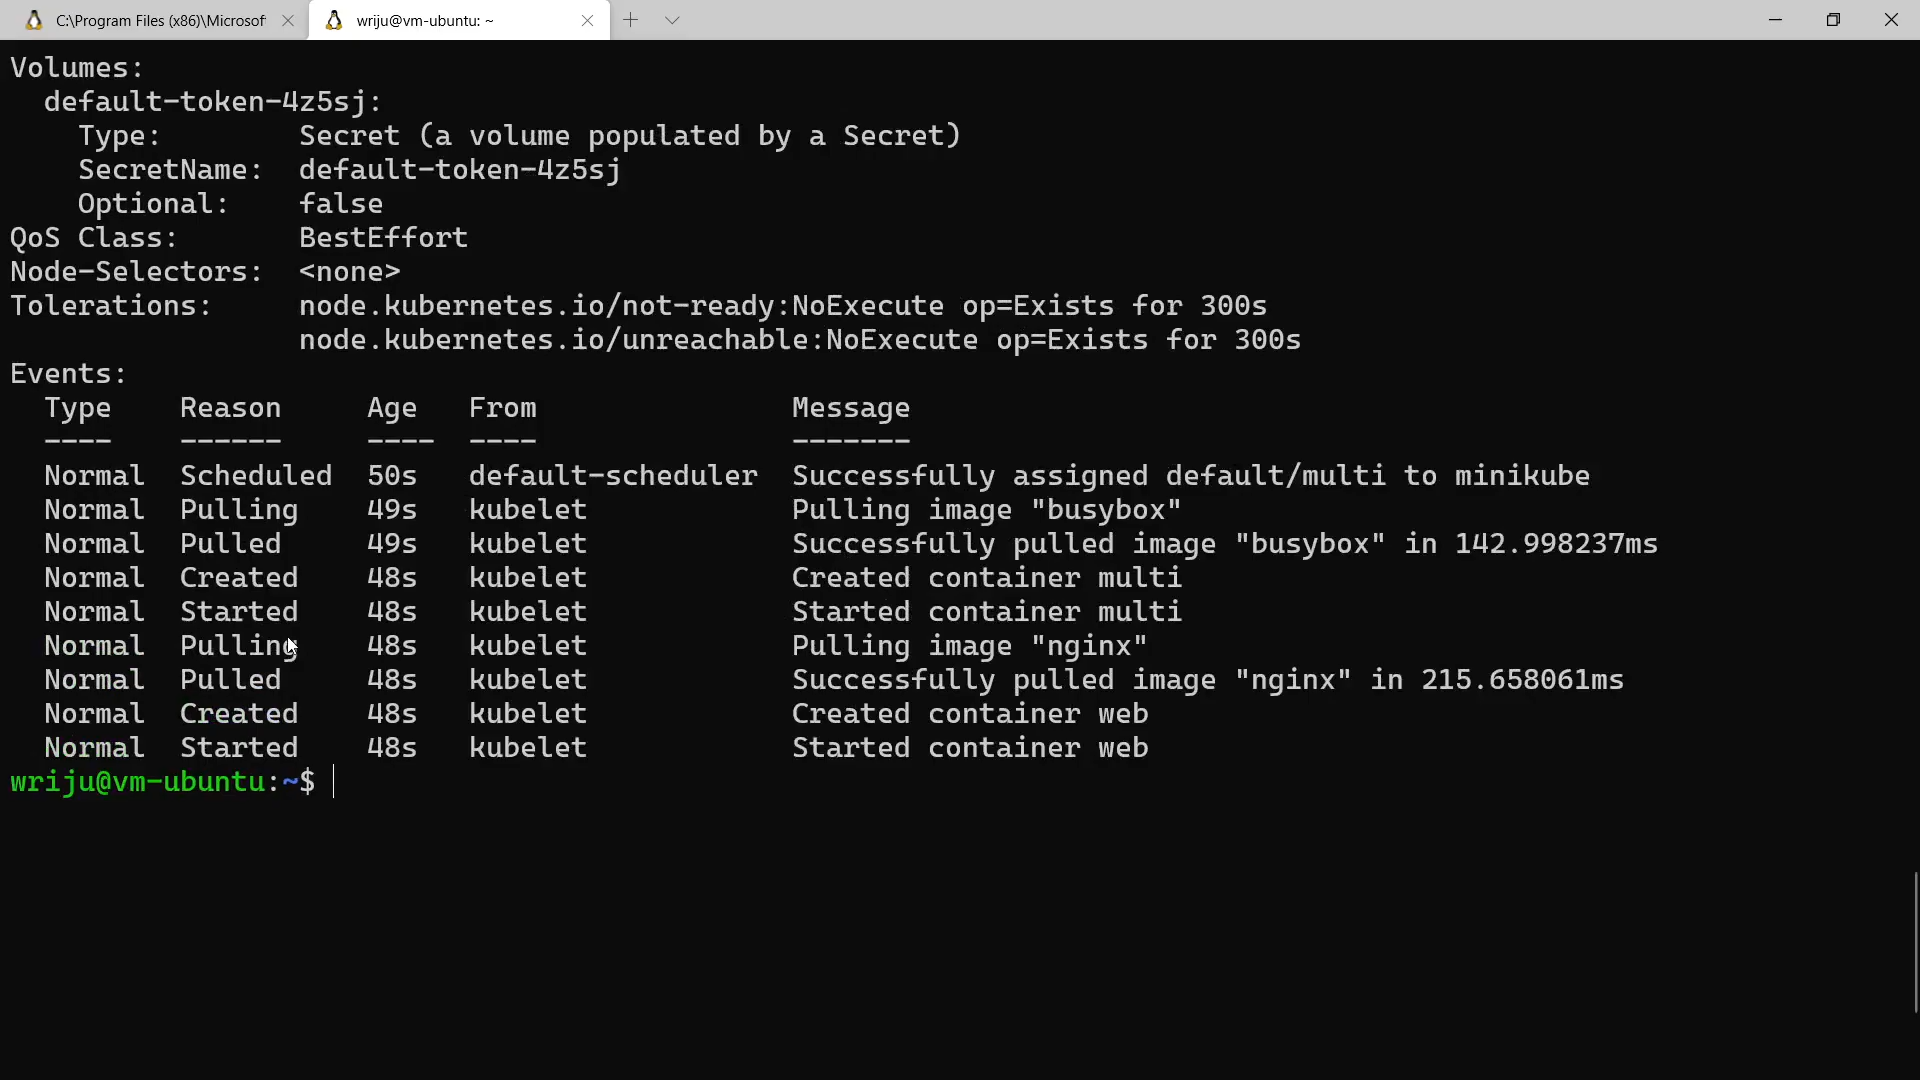 C:\Program Files (x86)\Microsof
wriju@vm-ubuntu: ~
Volumes:
  default-token-4z5sj:
    Type:        Secret (a volume populated by a Secret)
    SecretName:  default-token-4z5sj
    Optional:    false
QoS Class:       BestEffort
Node-Selectors:  <none>
Tolerations:     node.kubernetes.io/not-ready:NoExecute op=Exists for 300s
                 node.kubernetes.io/unreachable:NoExecute op=Exists for 300s
Events:
  Type    Reason     Age   From               Message
  ----    ------     ----  ----               -------
  Normal  Scheduled  50s   default-scheduler  Successfully assigned default/multi to minikube
  Normal  Pulling    49s   kubelet            Pulling image "busybox"
  Normal  Pulled     49s   kubelet            Successfully pulled image "busybox" in 142.998237ms
  Normal  Created    48s   kubelet            Created container multi
  Normal  Started    48s   kubelet            Started container multi
  Normal  Pulling    48s   kubelet            Pulling image "nginx"
  Normal  Pulled     48s   kubelet            Successfully pulled image "nginx" in 215.658061ms
  Normal  Created    48s   kubelet            Created container web
  Normal  Started    48s   kubelet            Started container web
wriju@vm-ubuntu:~$